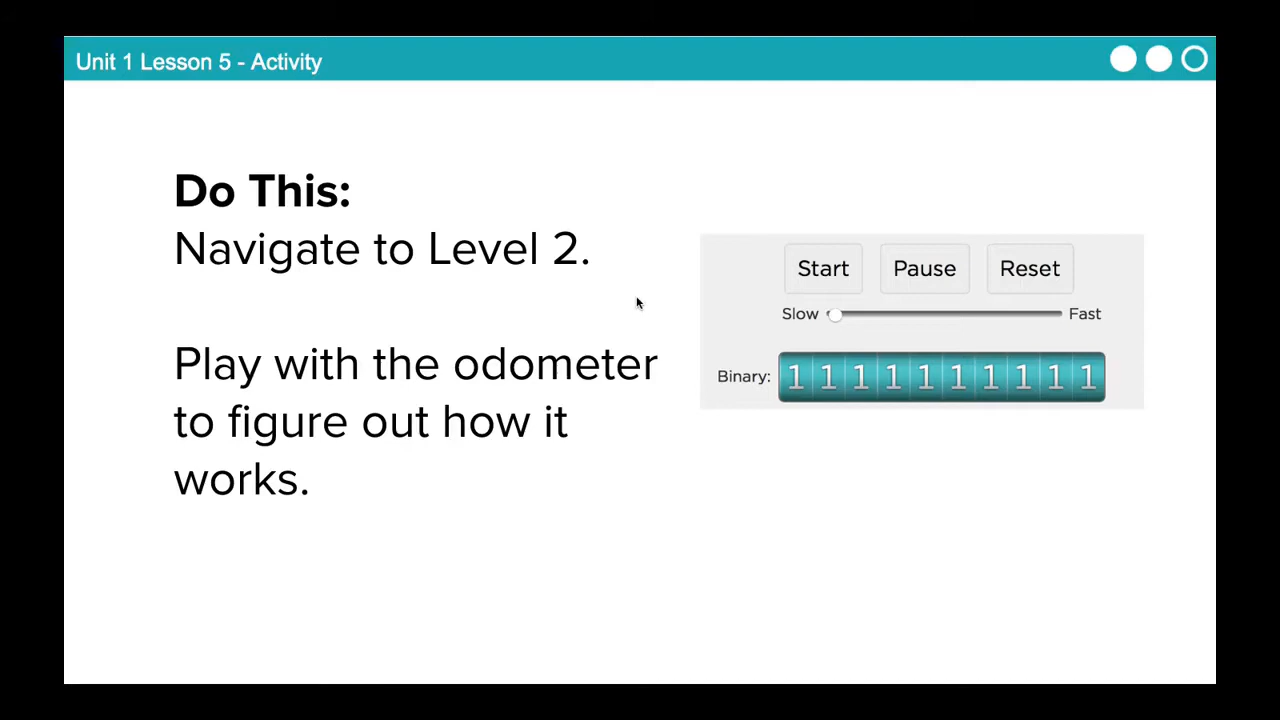 Unit 1 Lesson 5 - Activity
Do This:
Navigate to Level 2.
Play with the odometer
to figure out how it
works.
Start Pause Reset
Slow Fast
Binary: 1 1 1 1 1 1 1 1 1 1